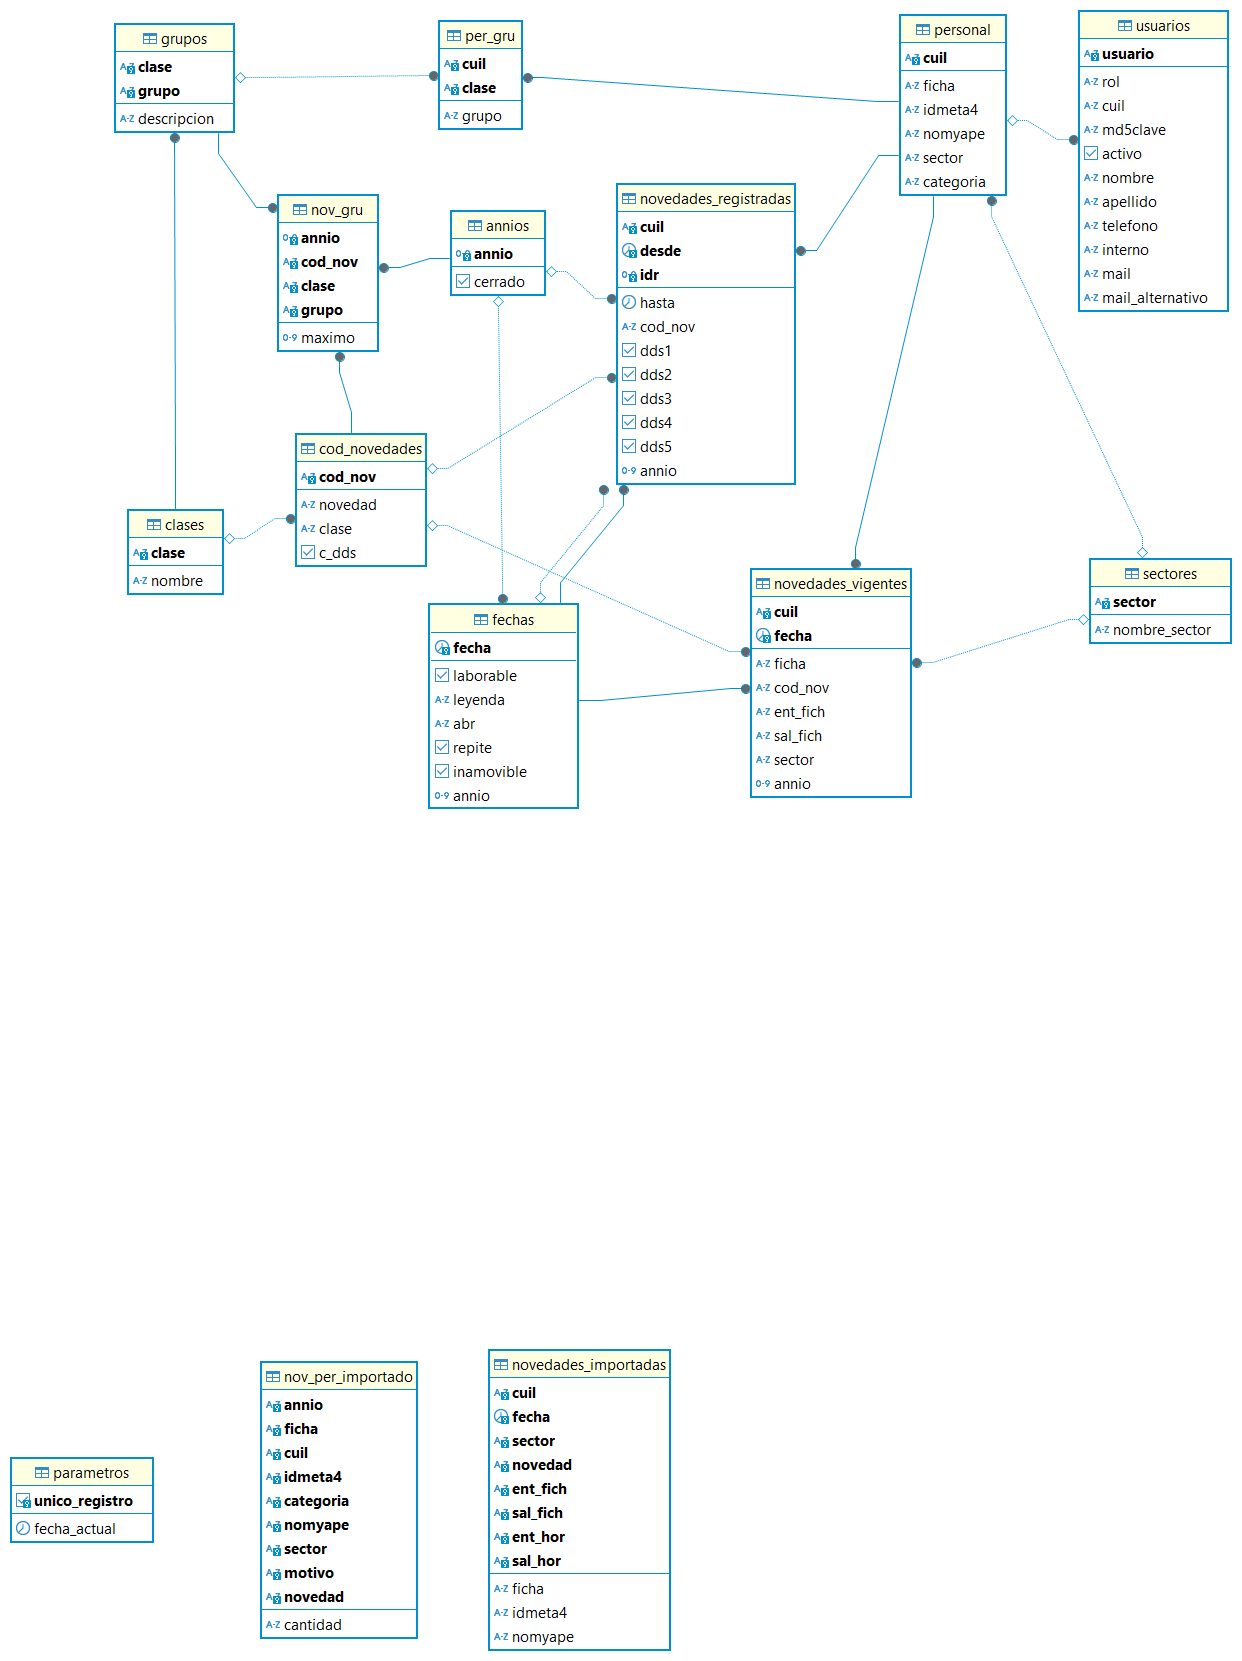 grupos
clase
grupo
descripcion
per_gru
cuil
clase
grupo
personal
cuil
ficha
idmeta4
nomyape
sector
categoria
usuarios
usuario
rol
cuil
md5clave
activo
nombre
apellido
telefono
interno
mail
mail_alternativo
nov_gru
annio
cod_nov
clase
grupo
maximo
annios
annio
cerrado
novedades_registradas
cuil
desde
idr
hasta
cod_nov
dds1
dds2
dds3
dds4
dds5
annio
cod_novedades
cod_nov
novedad
clase
c_dds
clases
clase
nombre
fechas
fecha
laborable
leyenda
abr
repite
inamovible
annio
novedades_vigentes
cuil
fecha
ficha
cod_nov
ent_fich
sal_fich
sector
annio
sectores
sector
nombre_sector
parametros
unico_registro
fecha_actual
nov_per_importado
annio
ficha
cuil
idmeta4
categoria
nomyape
sector
motivo
novedad
cantidad
novedades_importadas
cuil
fecha
sector
novedad
ent_fich
sal_fich
ent_hor
sal_hor
ficha
idmeta4
nomyape